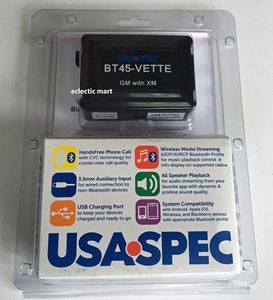 USA SPEC
BT45-VETTE
GM with XM
eclectic mart
HandsFree Phone Call
with CVC technology for
crystal clear call quality
Wireless Media Streaming
A2DP/AVRCP Bluetooth Profile
for music playback control &
info display on supported radios
3.5mm Auxiliary Input
for wired connection to
non-Bluetooth devices
All Speaker Playback
for audio streaming from your
favorite app with dynamic &
pristine sound quality
USB Charging Port
to keep your devices
charged and ready to go
System Compatibility
with Android, Apple iOS,
Windows, and Blackberry devices
with appropriate Bluetooth profile
USA SPEC